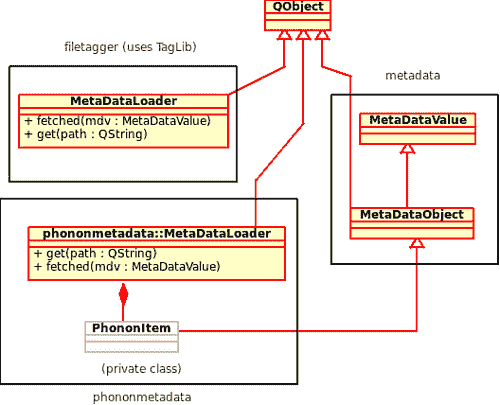 QObject
filetagger (uses TagLib)
metadata
MetaDataLoader
+ fetched(mdv : MetaDataValue)
+ get(path : QString)
MetaDataValue
MetaDataObject
phononmetadata::MetaDataLoader
+ get(path : QString)
+ fetched(mdv : MetaDataValue)
PhononItem
(private class)
phononmetadata